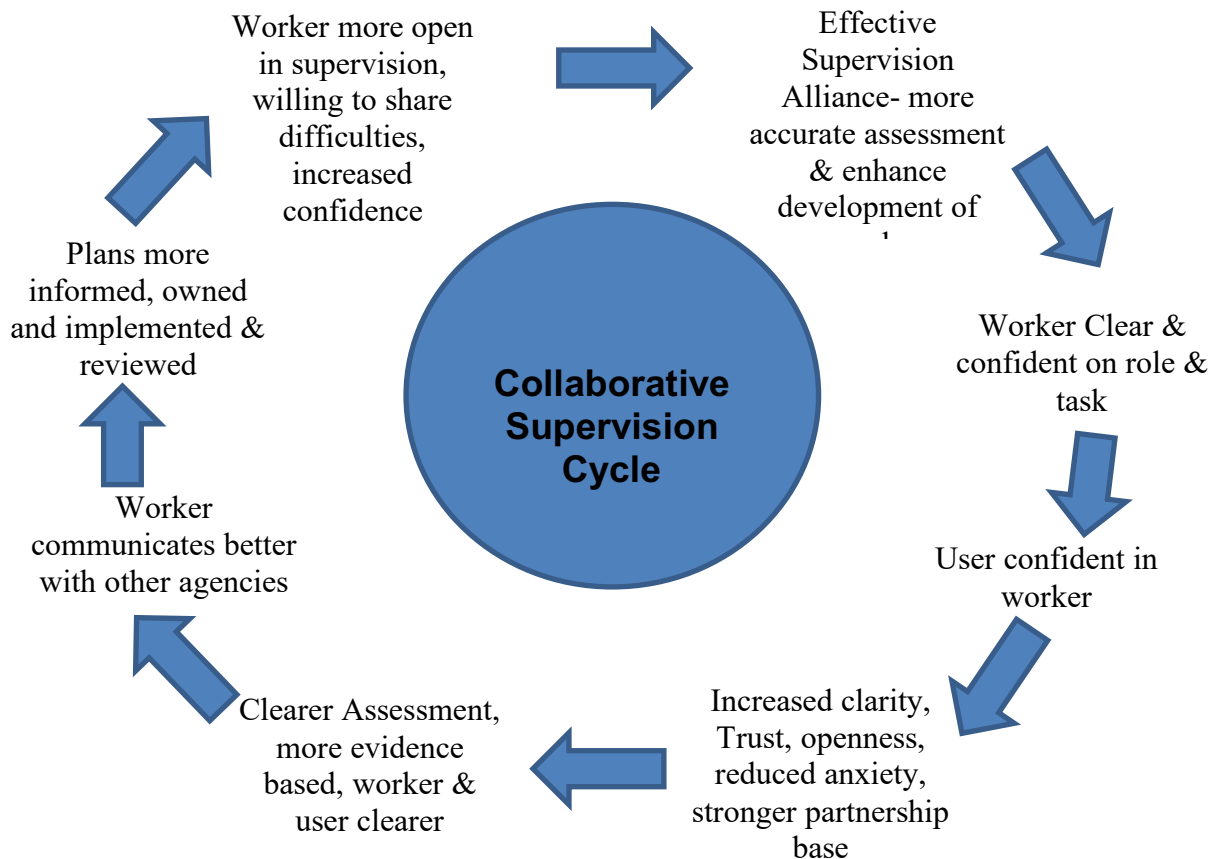 Worker more open
in supervision,
willing to share
difficulties,
increased
confidence
Effective
Supervision
Alliance- more
accurate assessment
& enhance
development of
Worker Clear &
confident on role &
task
User confident in
worker
Increased clarity,
Trust, openness,
reduced anxiety,
stronger partnership
base
Clearer Assessment,
more evidence
based, worker &
user clearer
Worker
communicates better
with other agencies
Plans more
informed, owned
and implemented &
reviewed
Collaborative
Supervision
Cycle